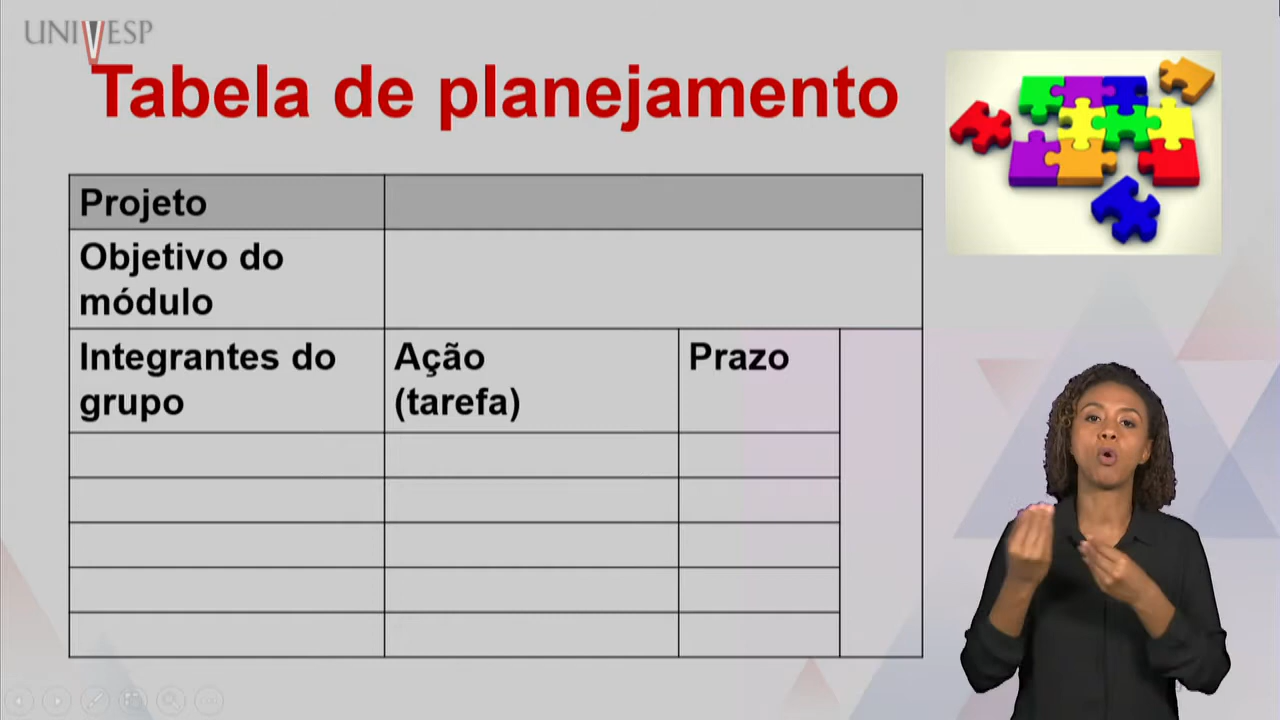 UNIVESP
Tabela de planejamento
Projeto
Objetivo do
módulo
Integrantes do
grupo
Ação
(tarefa)
Prazo